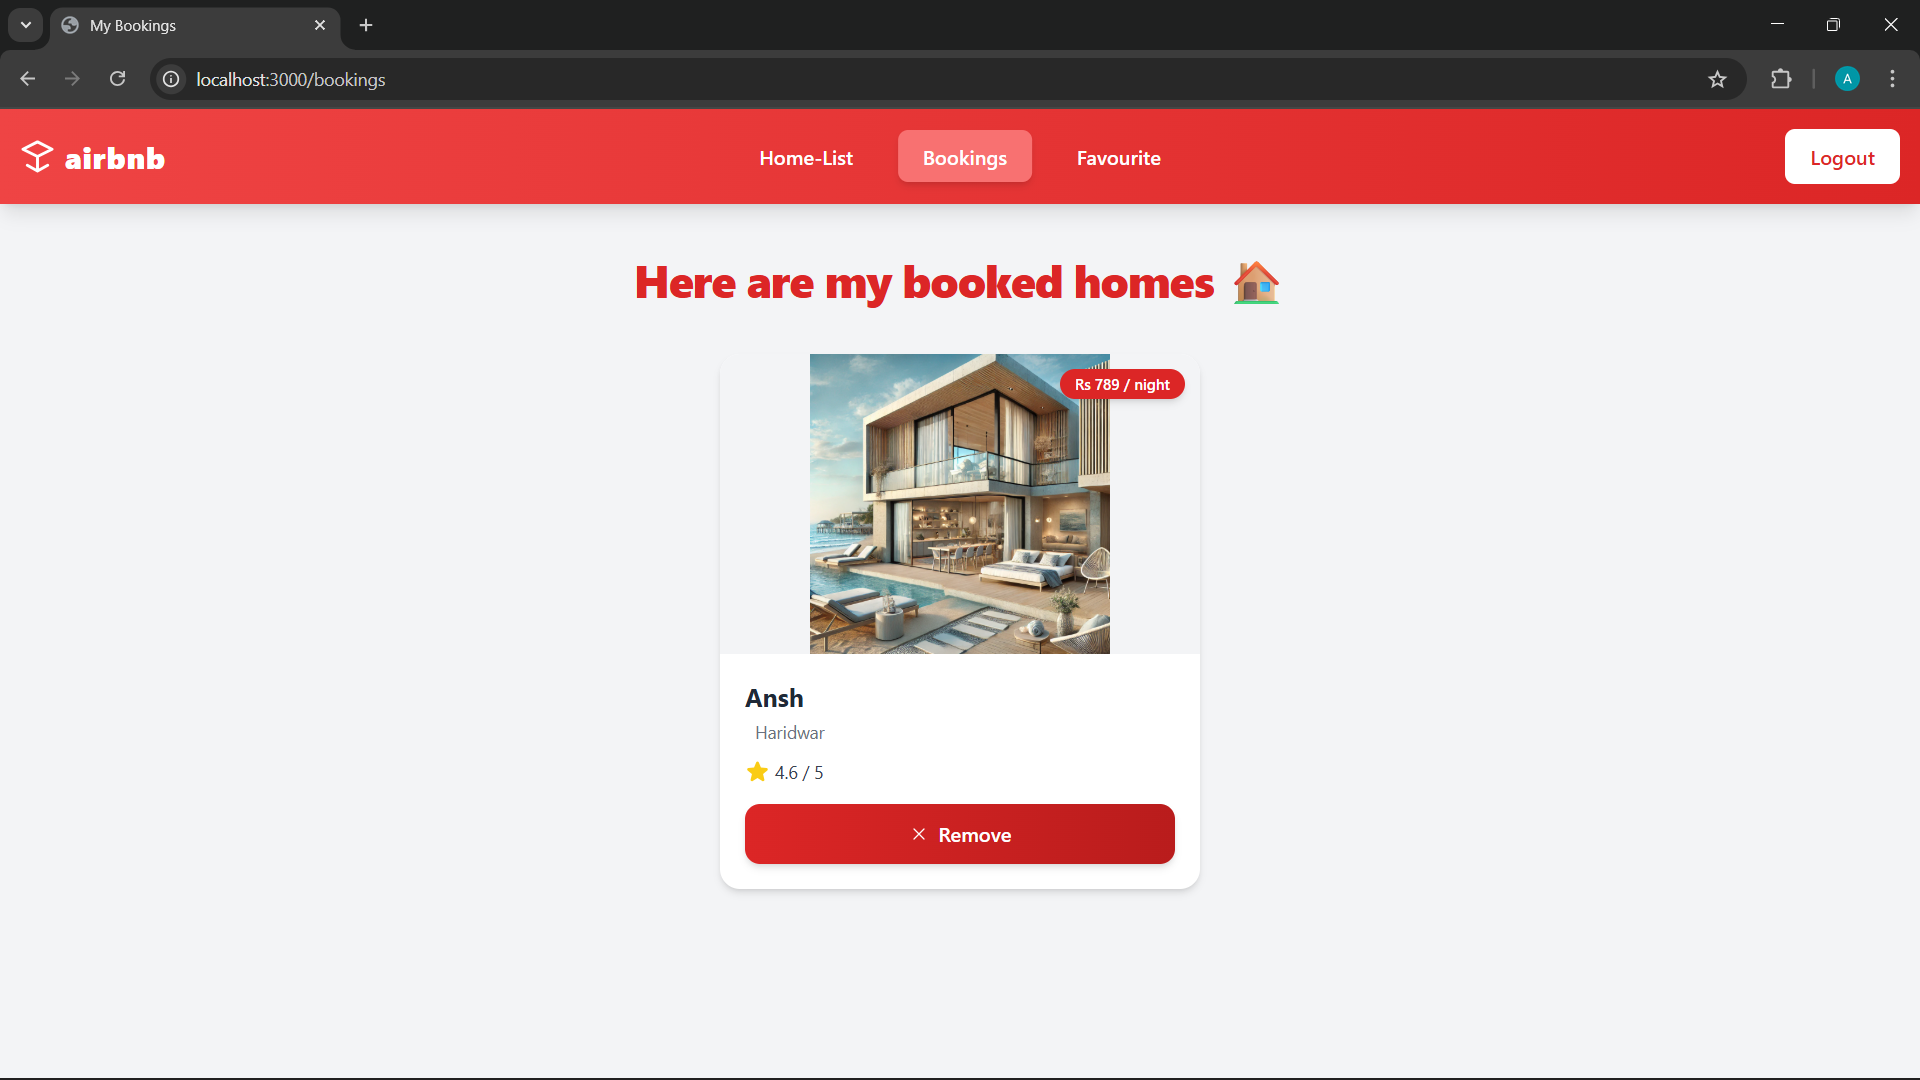 My Bookings
localhost:3000/bookings
A
airbnb
Home-List
Bookings
Favourite
Logout
Here are my booked homes 🏠
Rs 789 / night
Ansh
Haridwar
⭐ 4.6 / 5
× Remove